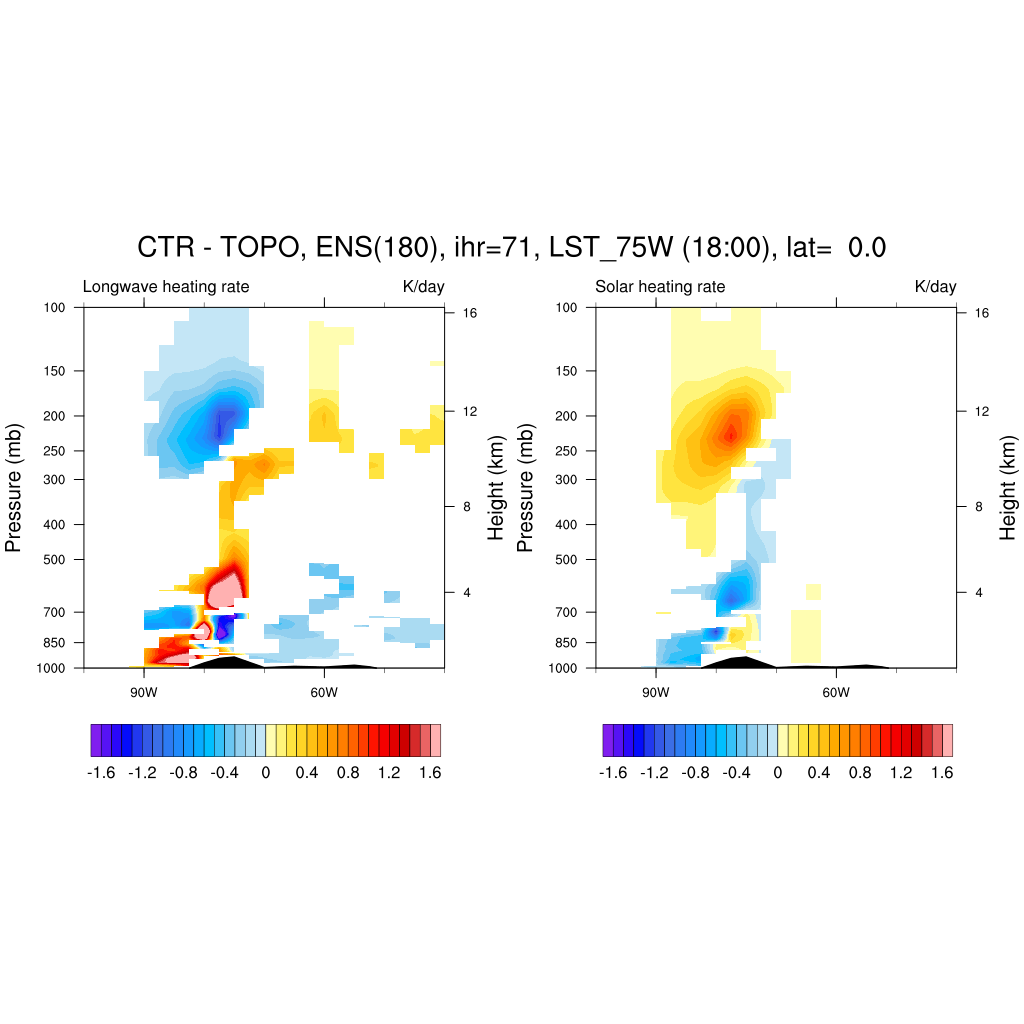 CTR - TOPO, ENS(180), ihr=71, LST_75W (18:00), lat= 0.0
Longwave heating rate K/day
Pressure (mb)
100
150
200
250
300
400
500
700
850
1000
16
12
8
4
Height (km)
90W 60W
-1.6 -1.2 -0.8 -0.4 0 0.4 0.8 1.2 1.6
Solar heating rate K/day
Pressure (mb)
100
150
200
250
300
400
500
700
850
1000
16
12
8
4
Height (km)
90W 60W
-1.6 -1.2 -0.8 -0.4 0 0.4 0.8 1.2 1.6